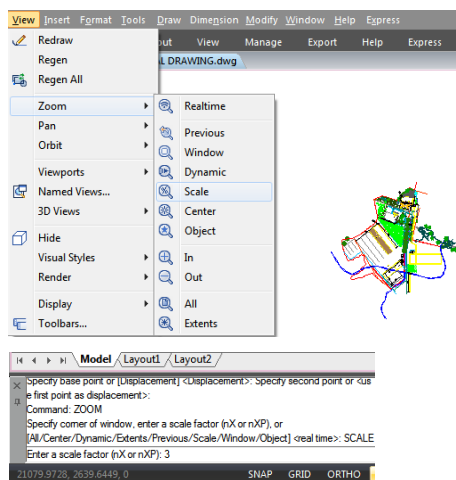 View Insert Format Tools Draw Dimension Modify Window Help Express
out View Manage Export Help Express
Redraw
Regen
L DRAWING.dwg
Regen All
Zoom
Realtime
Pan
Previous
Orbit
Window
Viewports
Dynamic
Named Views...
Scale
3D Views
Center
Hide
Object
Visual Styles
In
Render
Out
Display
All
Toolbars...
Extents
Model Layout1 Layout2
Specify base point or [Displacement] <Displacement>: Specify second point or <us
e first point as displacement>:
Command: ZOOM
Specify corner of window, enter a scale factor (nX or nXP), or
[All/Center/Dynamic/Extents/Previous/Scale/Window/Object] <real time>: SCALE
Enter a scale factor (nX or nXP): 3
21079.9728, 2639.6449, 0 SNAP GRID ORTHO